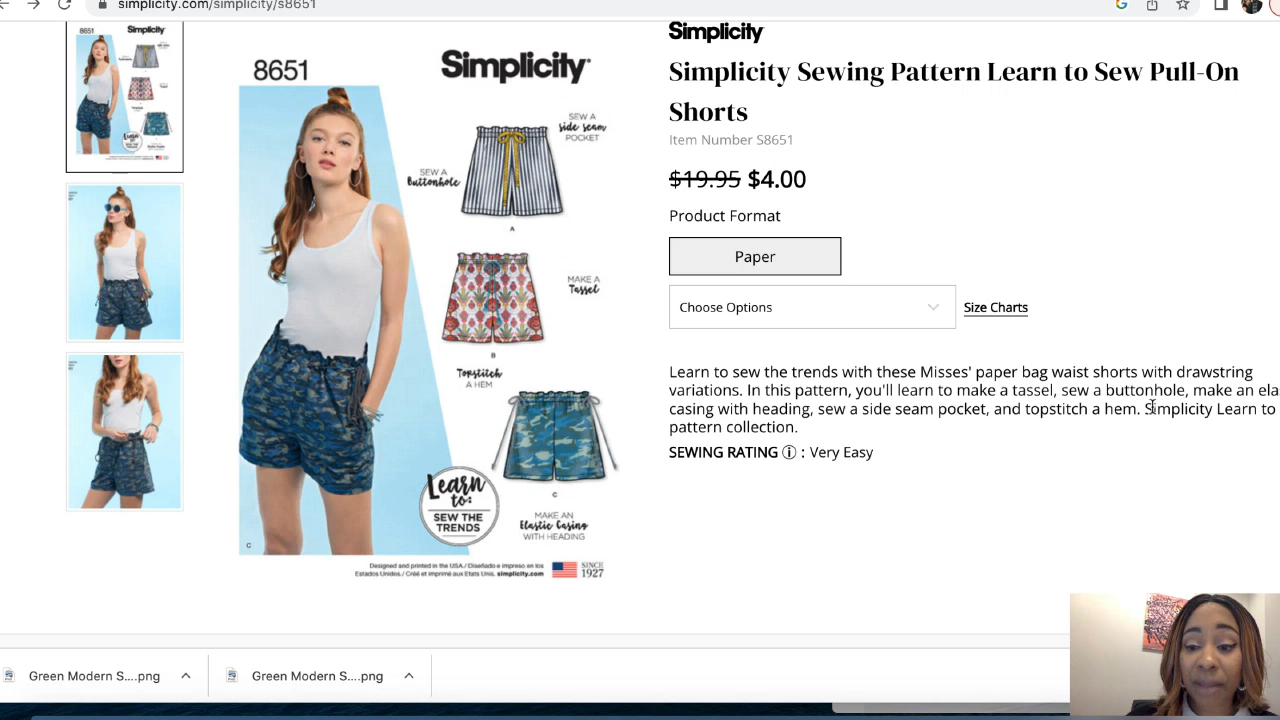 simplicity.com/simplicity/s8651
8651
Simplicity
SEW A
side seam
POCKET
SEW A
Buttonhole
A
MAKE A
Tassel
B
Topstitch
A HEM
C
Learn
to:
SEW THE
TRENDS
MAKE AN
Elastic Casing
WITH HEADING
C
Designed and printed in the USA./ Diseñado e impreso en los
Estados Unidos./ Créé et imprimé aux Etats Unis. simplicity.com
SINCE
1927
Simplicity
Simplicity Sewing Pattern Learn to Sew Pull-On
Shorts
Item Number S8651
$19.95 $4.00
Product Format
Paper
Choose Options
Size Charts
Learn to sew the trends with these Misses' paper bag waist shorts with drawstring
variations. In this pattern, you'll learn to make a tassel, sew a buttonhole, make an ela
casing with heading, sew a side seam pocket, and topstitch a hem. Simplicity Learn to
pattern collection.
SEWING RATING ⓘ : Very Easy
Green Modern S....png
Green Modern S....png